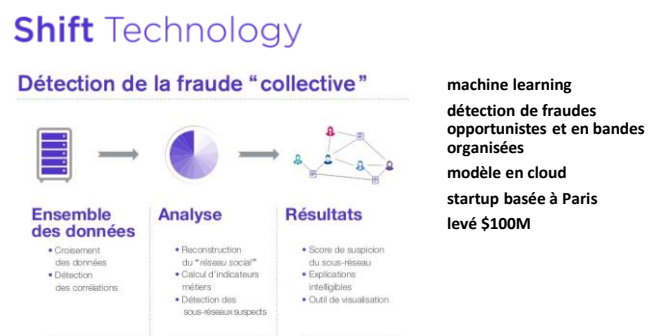 Shift Technology
Détection de la fraude “collective”
machine learning
détection de fraudes
opportunistes et en bandes
organisées
modèle en cloud
startup basée à Paris
levé $100M
Ensemble
des données
• Croisement
des données
• Détection
des corrélations
Analyse
• Reconstruction
du “réseau social”
• Calcul d'indicateurs
métiers
• Détection des
sous-réseaux suspects
Résultats
• Score de suspicion
du sous-réseau
• Explications
intelligibles
• Outil de visualisation